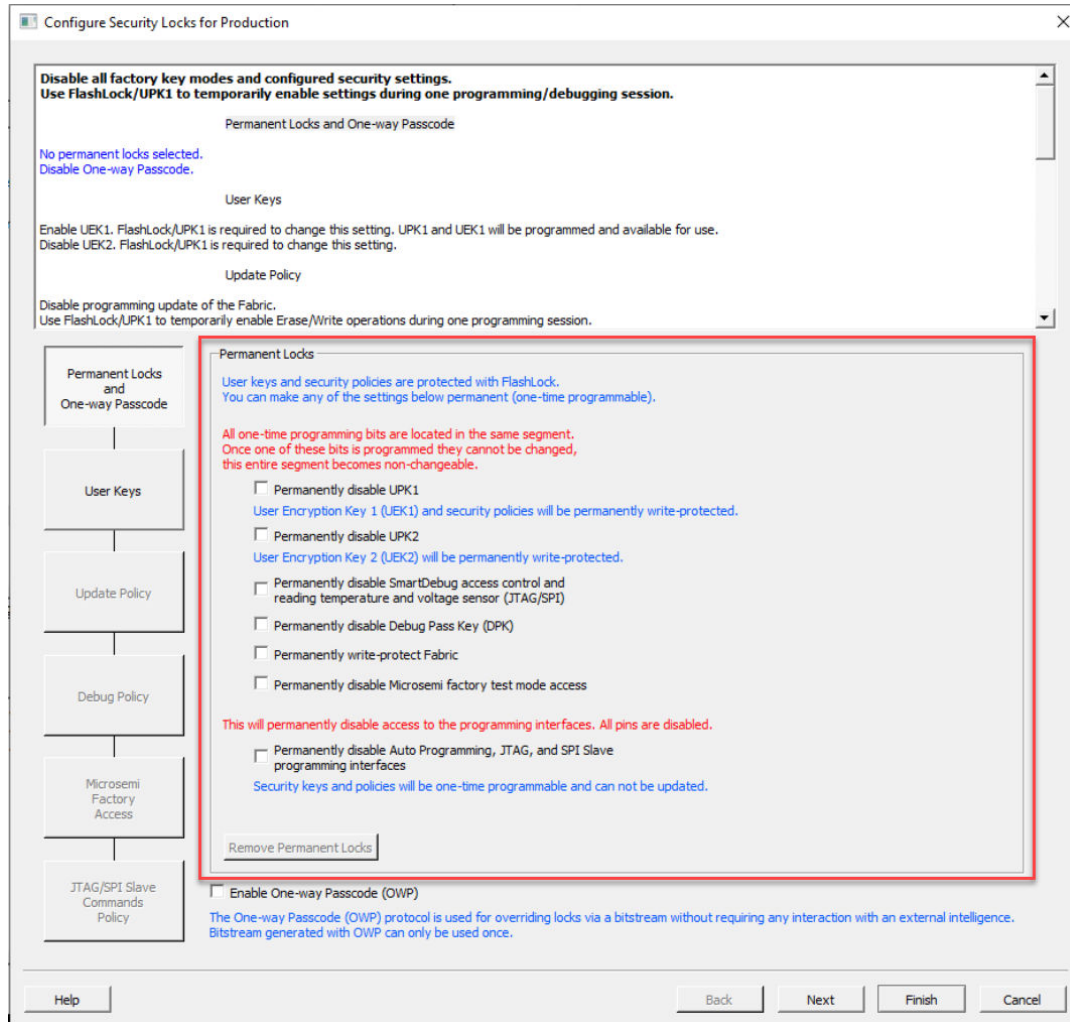 Configure Security Locks for Production
Disable all factory key modes and configured security settings.
Use FlashLock/UPK1 to temporarily enable settings during one programming/debugging session.
Permanent Locks and One-way Passcode
No permanent locks selected.
Disable One-way Passcode.
User Keys
Enable UEK1. FlashLock/UPK1 is required to change this setting. UPK1 and UEK1 will be programmed and available for use.
Disable UEK2. FlashLock/UPK1 is required to change this setting.
Update Policy
Disable programming update of the Fabric.
Use FlashLock/UPK1 to temporarily enable Erase/Write operations during one programming session.
Permanent Locks
and
One-way Passcode
User Keys
Update Policy
Debug Policy
Microsemi
Factory
Access
JTAG/SPI Slave
Commands
Policy
Permanent Locks
User keys and security policies are protected with FlashLock.
You can make any of the settings below permanent (one-time programmable).
All one-time programming bits are located in the same segment.
Once one of these bits is programmed they cannot be changed,
this entire segment becomes non-changeable.
Permanently disable UPK1
User Encryption Key 1 (UEK1) and security policies will be permanently write-protected.
Permanently disable UPK2
User Encryption Key 2 (UEK2) will be permanently write-protected.
Permanently disable SmartDebug access control and
reading temperature and voltage sensor (JTAG/SPI)
Permanently disable Debug Pass Key (DPK)
Permanently write-protect Fabric
Permanently disable Microsemi factory test mode access
This will permanently disable access to the programming interfaces. All pins are disabled.
Permanently disable Auto Programming, JTAG, and SPI Slave
programming interfaces
Security keys and policies will be one-time programmable and can not be updated.
Remove Permanent Locks
Enable One-way Passcode (OWP)
The One-way Passcode (OWP) protocol is used for overriding locks via a bitstream without requiring any interaction with an external intelligence.
Bitstream generated with OWP can only be used once.
Help
Back
Next
Finish
Cancel